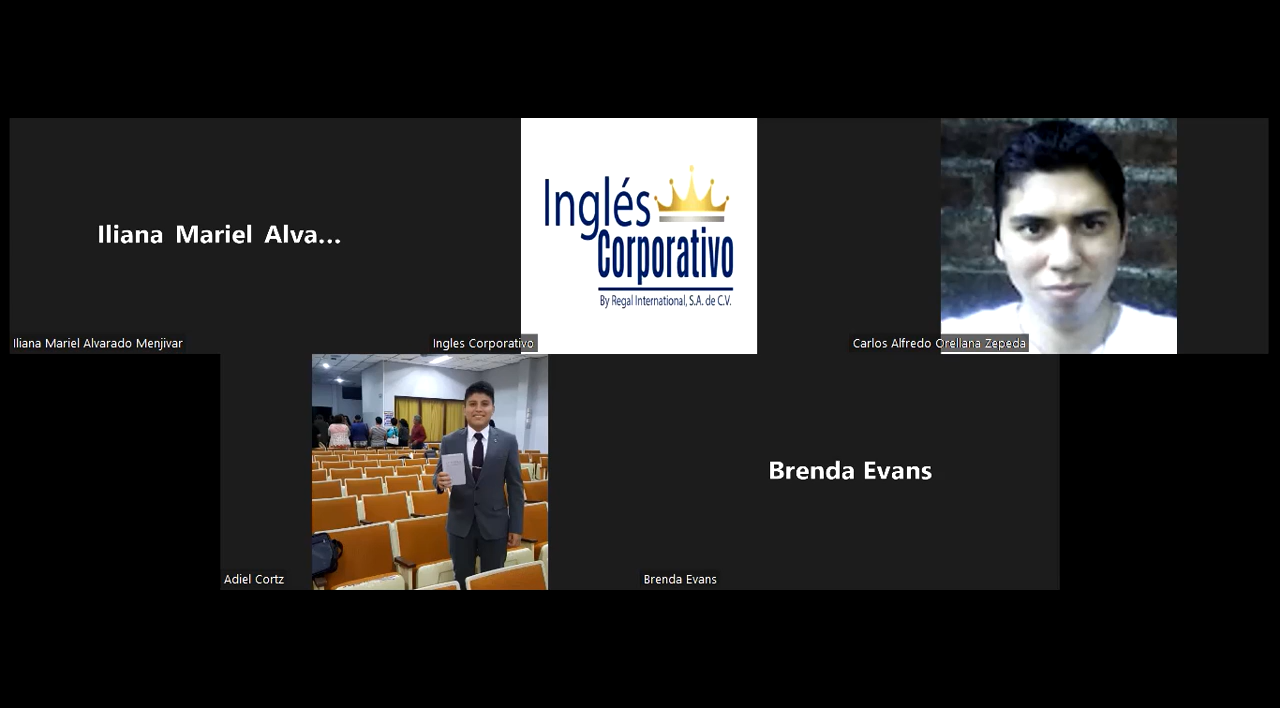 Iliana Mariel Alva...
Iliana Mariel Alvarado Menjivar
Inglés
Corporativo
By Regal International, S.A. de C.V.
Ingles Corporativo
Carlos Alfredo Orellana Zepeda
Adiel Cortz
Brenda Evans
Brenda Evans